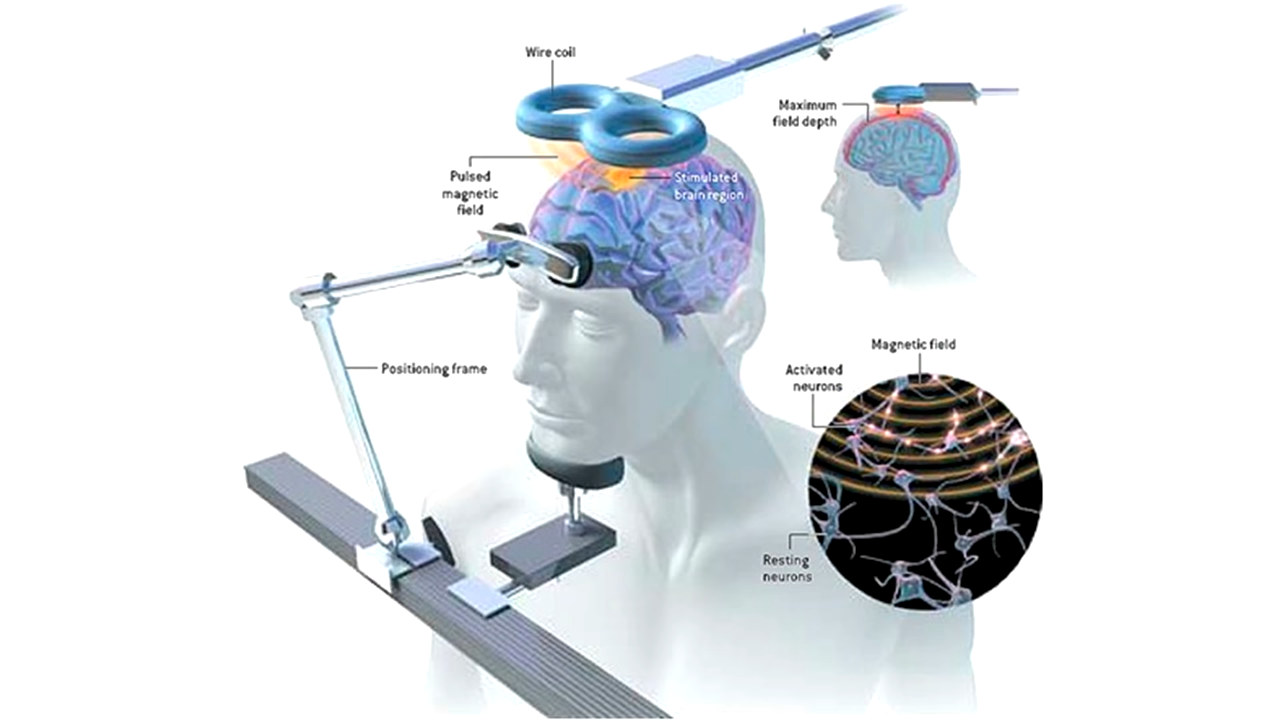 Wire coil
Maximum
field depth
Pulsed
magnetic
field
Stimulated
brain region
Positioning frame
Magnetic field
Activated
neurons
Resting
neurons